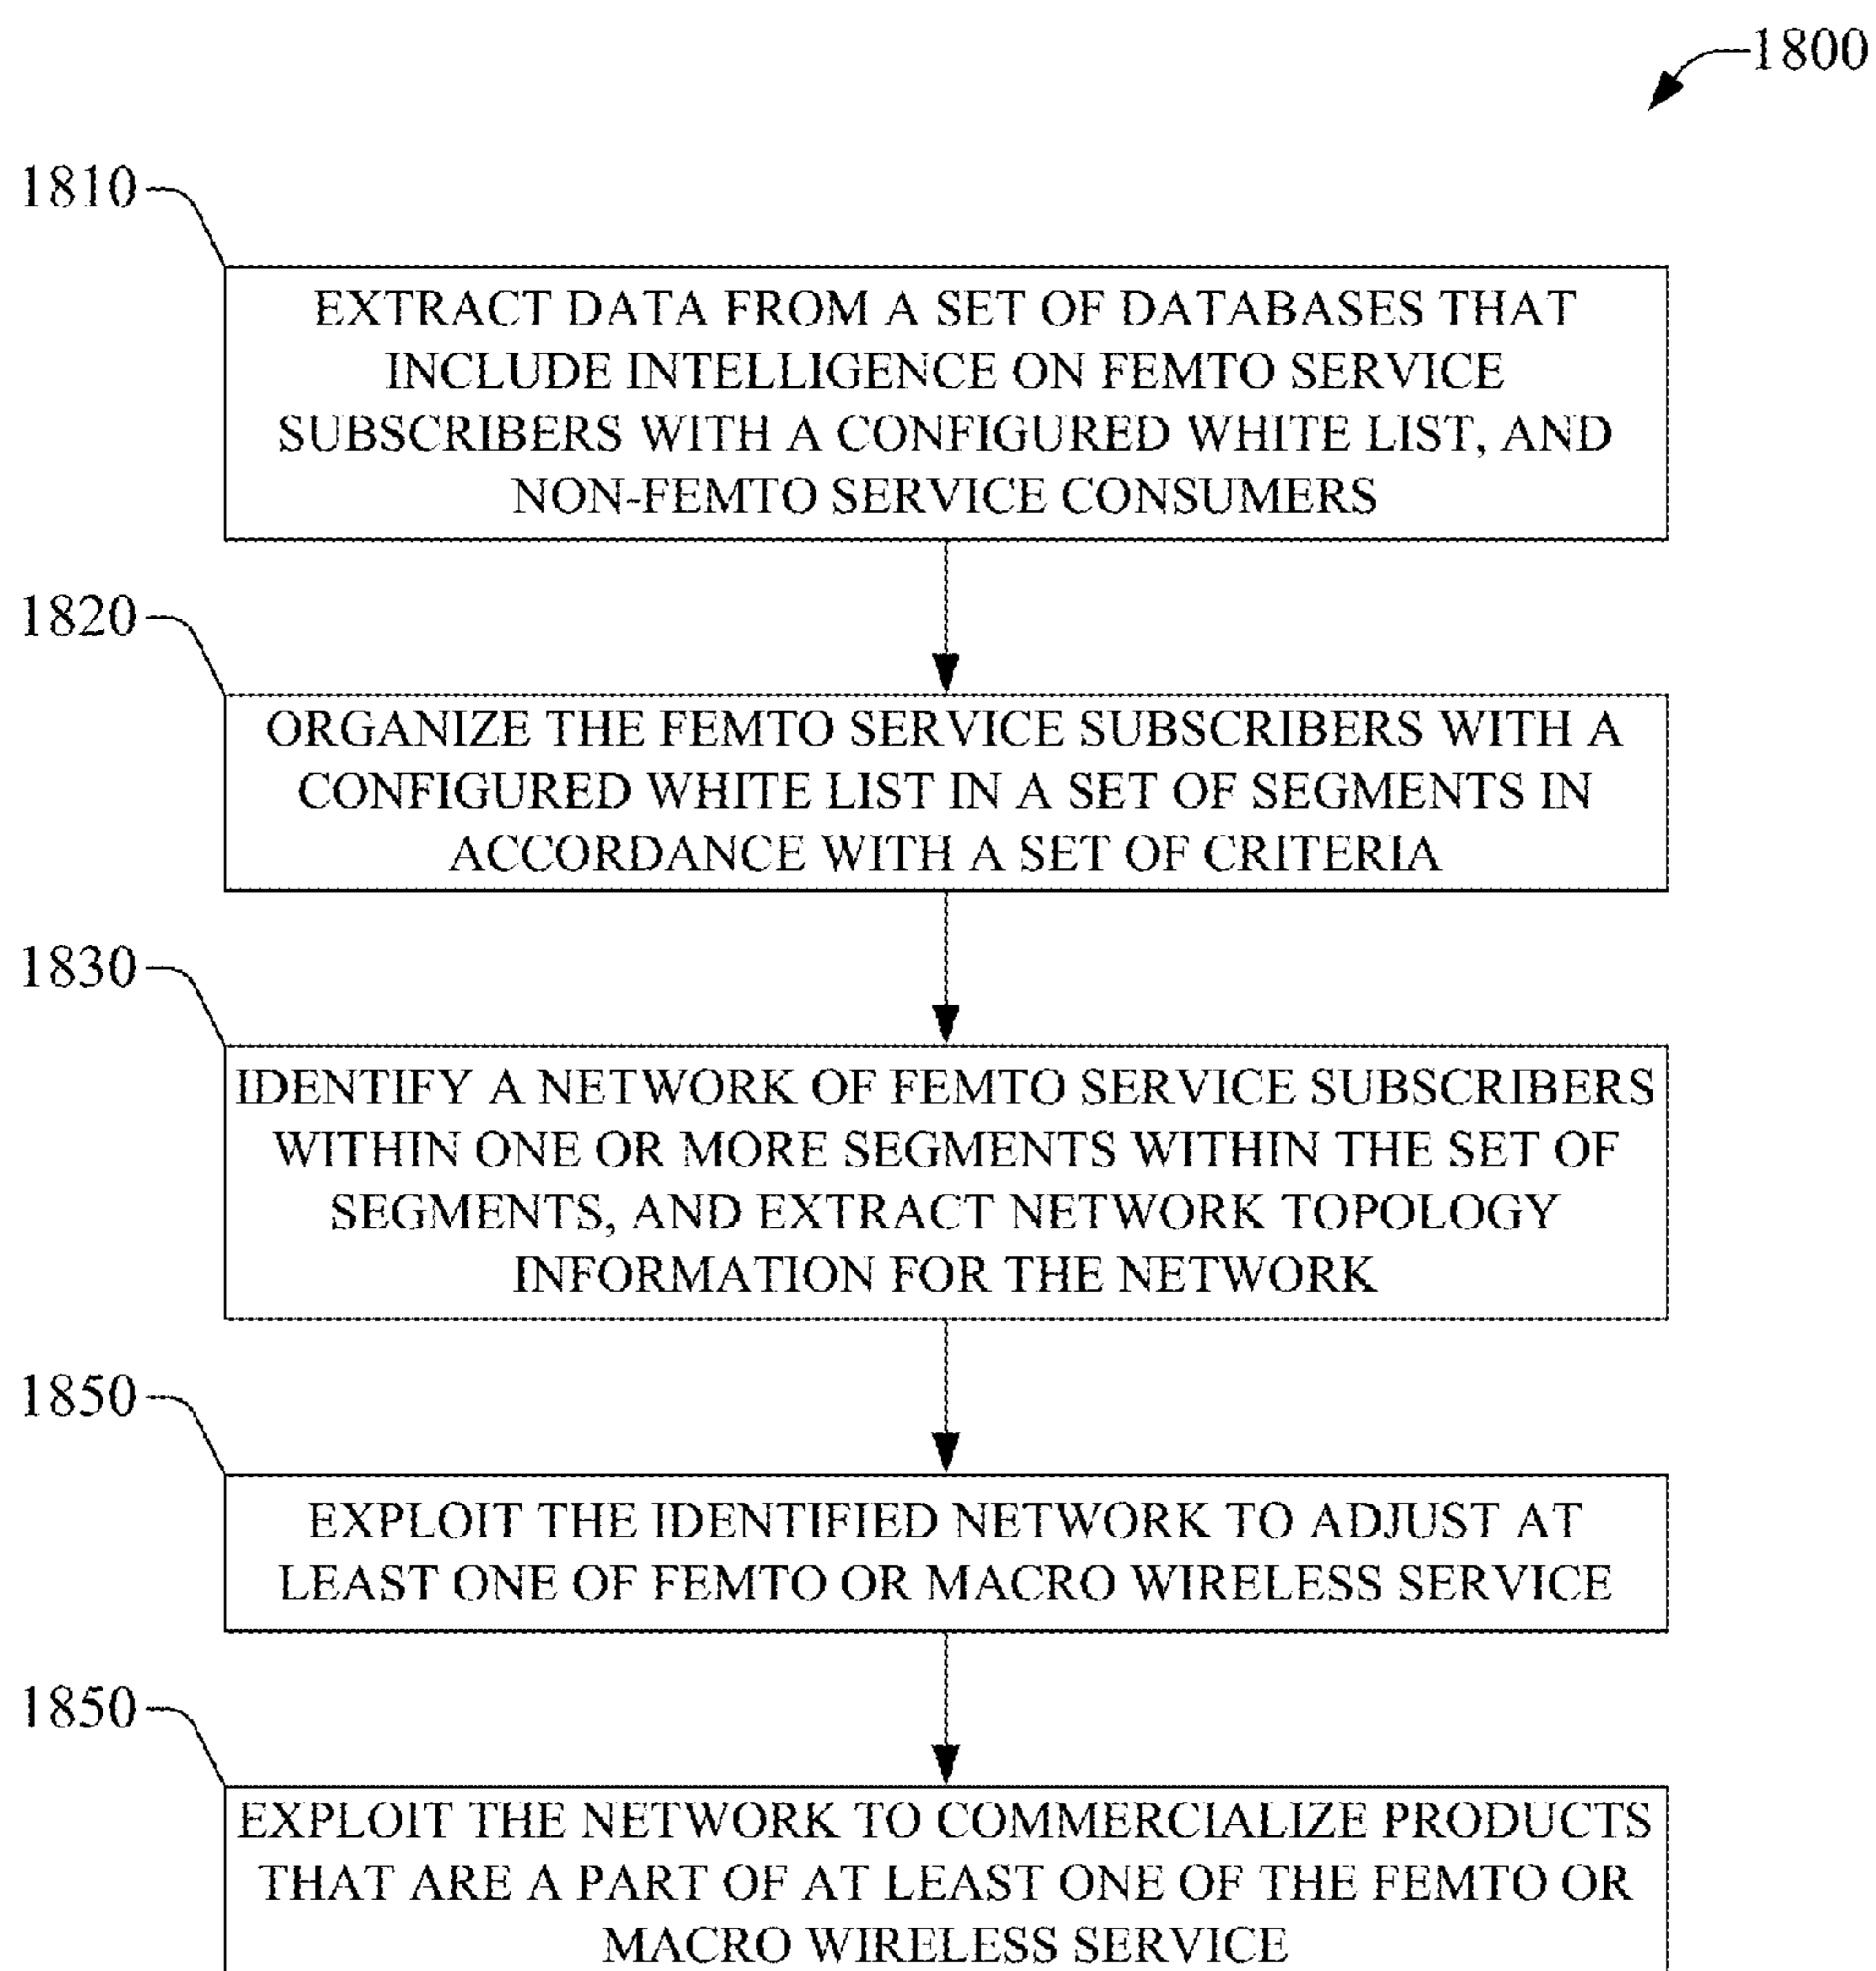 1800
1810
EXTRACT DATA FROM A SET OF DATABASES THAT
INCLUDE INTELLIGENCE ON FEMTO SERVICE
SUBSCRIBERS WITH A CONFIGURED WHITE LIST, AND
NON-FEMTO SERVICE CONSUMERS
1820
ORGANIZE THE FEMTO SERVICE SUBSCRIBERS WITH A
CONFIGURED WHITE LIST IN A SET OF SEGMENTS IN
ACCORDANCE WITH A SET OF CRITERIA
1830
IDENTIFY A NETWORK OF FEMTO SERVICE SUBSCRIBERS
WITHIN ONE OR MORE SEGMENTS WITHIN THE SET OF
SEGMENTS, AND EXTRACT NETWORK TOPOLOGY
INFORMATION FOR THE NETWORK
1850
EXPLOIT THE IDENTIFIED NETWORK TO ADJUST AT
LEAST ONE OF FEMTO OR MACRO WIRELESS SERVICE
1850
EXPLOIT THE NETWORK TO COMMERCIALIZE PRODUCTS
THAT ARE A PART OF AT LEAST ONE OF THE FEMTO OR
MACRO WIRELESS SERVICE